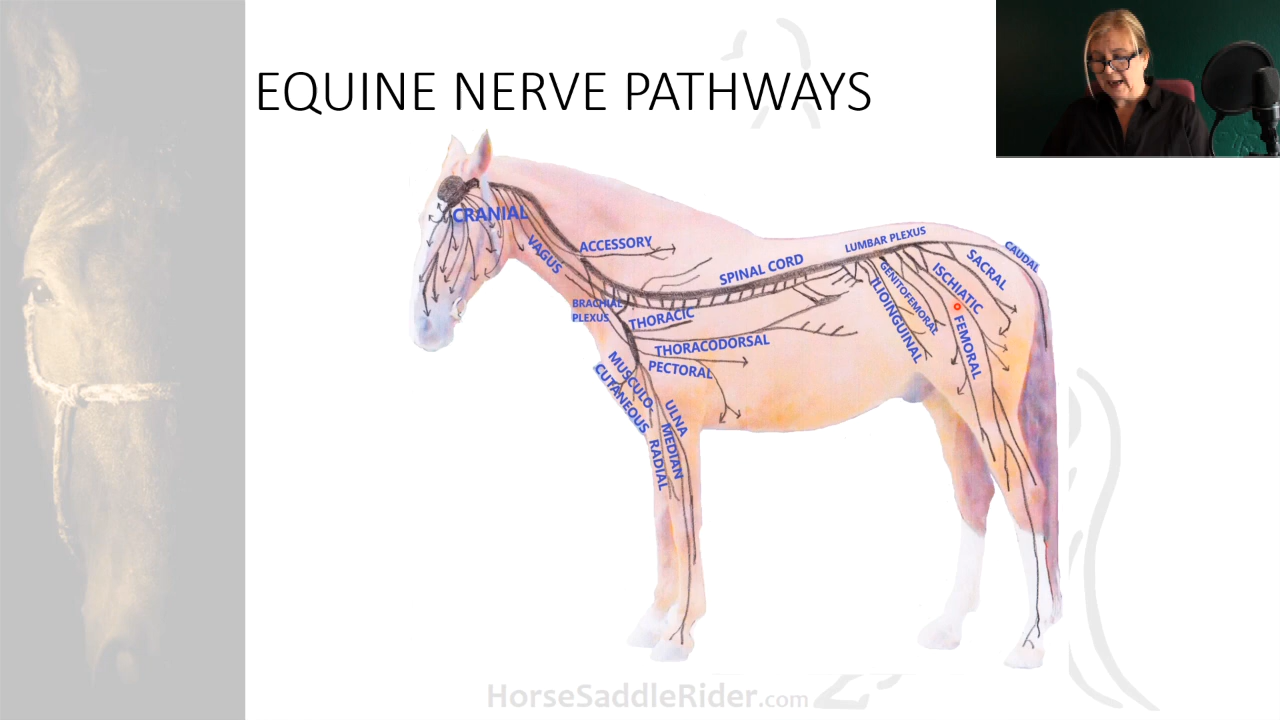 EQUINE NERVE PATHWAYS
CRANIAL
VAGUS
ACCESSORY
SPINAL CORD
LUMBAR PLEXUS
CAUDAL
SACRAL
ISCHIATIC
GENITOFEMORAL
ILIOINGUINAL
FEMORAL
BRACHIAL
PLEXUS
THORACIC
THORACODORSAL
PECTORAL
MUSCULO-
CUTANEOUS
ULNA
MEDIAN
RADIAL
HorseSaddleRider.com